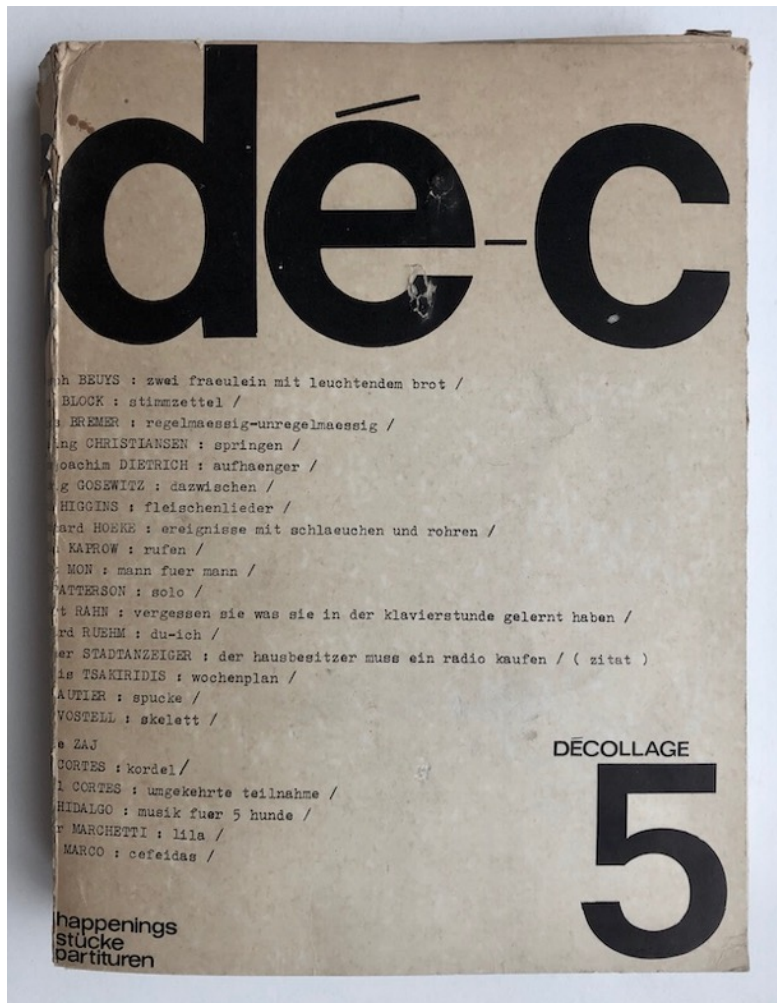 dé-c
BEUYS : zwei fraeulein mit leuchtendem brot /
BLOCK : stimmzettel /
BREMER : regelmaessig-unregelmaessig /
CHRISTIANSEN : springen /
oachim DIETRICH : aufhaenger /
g GOSEWITZ : dazwischen /
HIGGINS : fleischenlieder /
ard HOEKE : ereignisse mit schlaeuchen und rohren /
KAPROW : rufen /
MON : mann fuer mann /
PATTERSON : solo /
t RAHN : vergessen sie was sie in der klavierstunde gelernt haben /
rd RUEHM : du-ich /
er STADTANZEIGER : der hausbesitzer muss ein radio kaufen / ( zitat )
is TSAKIRIDIS : wochenplan /
AUTIER : spucke /
VOSTELL : skelett /
e ZAJ
CORTES : kordel/
l CORTES : umgekehrte teilnahme /
HIDALGO : musik fuer 5 hunde /
r MARCHETTI : lila /
MARCO : cefeidas /
DÉCOLLAGE
5
happenings
stücke
partituren